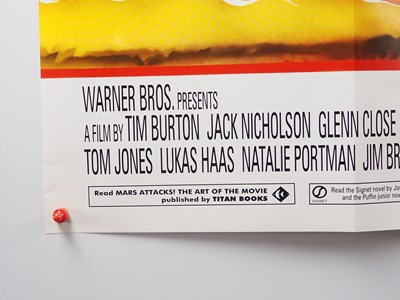 WARNER BROS. PRESENTS
A FILM BY TIM BURTON JACK NICHOLSON GLENN CLOSE
TOM JONES LUKAS HAAS NATALIE PORTMAN JIM BR
Read MARS ATTACKS! THE ART OF THE MOVIE
published by TITAN BOOKS
SIGNET
Read the Signet novel by Jo
and the Puffin junior nov